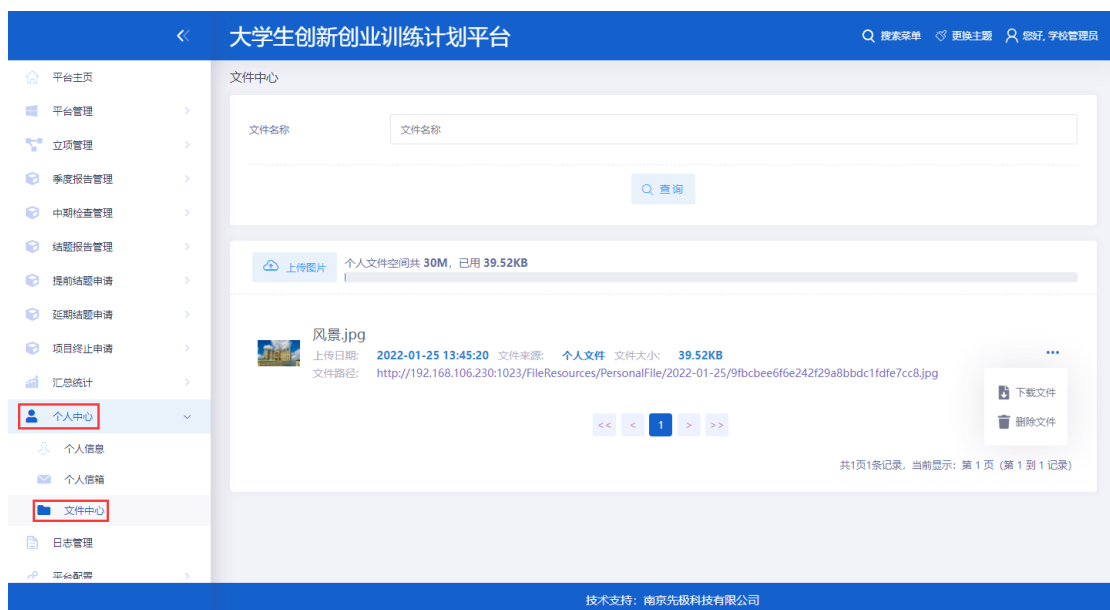 大学生创新创业训练计划平台
搜索菜单 更换主题 您好, 学校管理员
平台主页
平台管理
立项管理
季度报告管理
中期检查管理
结题报告管理
提前结题申请
延期结题申请
项目终止申请
汇总统计
个人中心
个人信息
个人信箱
文件中心
日志管理
平台配置
文件中心
文件名称 文件名称
查询
上传图片 个人文件空间共 30M，已用 39.52KB
风景.jpg
上传日期: 2022-01-25 13:45:20 文件来源: 个人文件 文件大小: 39.52KB
文件路径: http://192.168.106.230:1023/FileResources/PersonalFile/2022-01-25/9fbcbee6f6e242f29a8bbdc1fdfe7cc8.jpg
下载文件
删除文件
<< < 1 > >>
共1页1条记录, 当前显示: 第 1 页 (第 1 到 1 记录)
技术支持: 南京先极科技有限公司